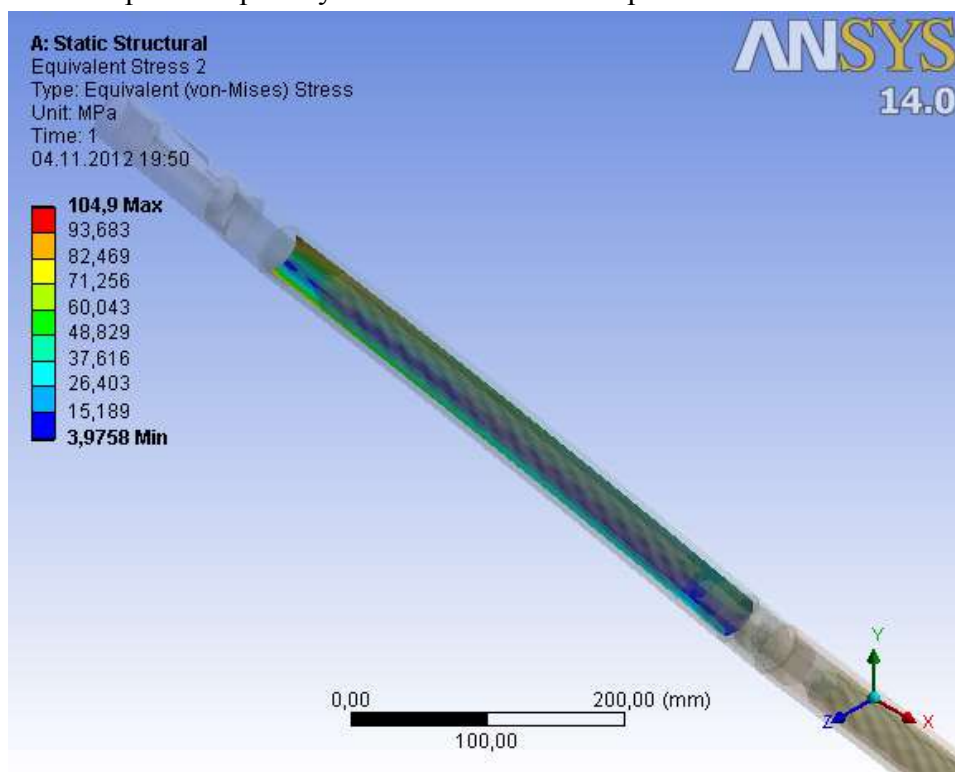 A: Static Structural
Equivalent Stress 2
Type: Equivalent (von-Mises) Stress
Unit: MPa
Time: 1
04.11.2012 19:50
ANSYS
14.0
104,9 Max
93,683
82,469
71,256
60,043
48,829
37,616
26,403
15,189
3,9758 Min
0,00
200,00 (mm)
100,00
Y
Z
X